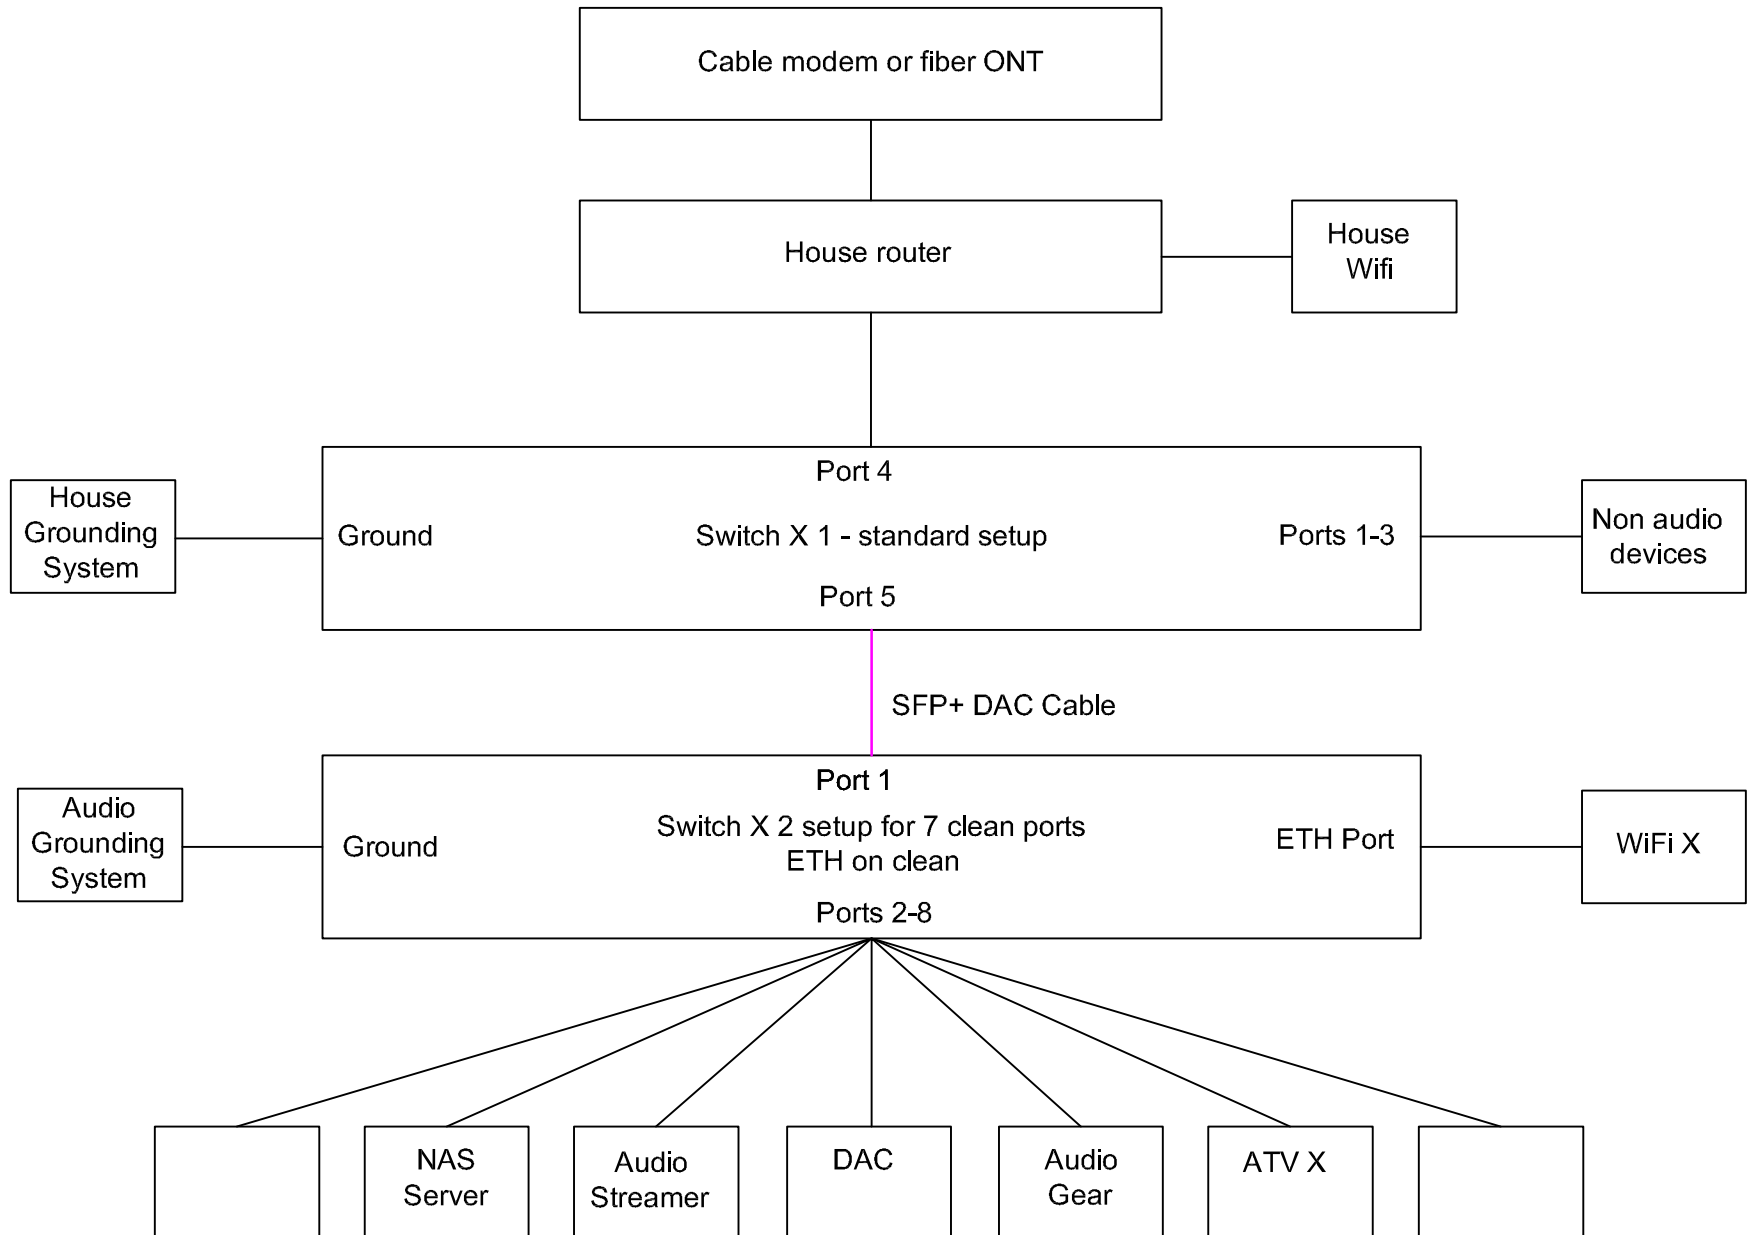 Cable modem or fiber ONT
House router
House
Wifi
Port 4
House
Grounding
System
Ground
Switch X 1 - standard setup
Ports 1-3
Non audio
devices
Port 5
SFP+ DAC Cable
Port 1
Audio
Grounding
System
Ground
Switch X 2 setup for 7 clean ports
ETH on clean
ETH Port
WiFi X
Ports 2-8
NAS
Server
Audio
Streamer
DAC
Audio
Gear
ATV X